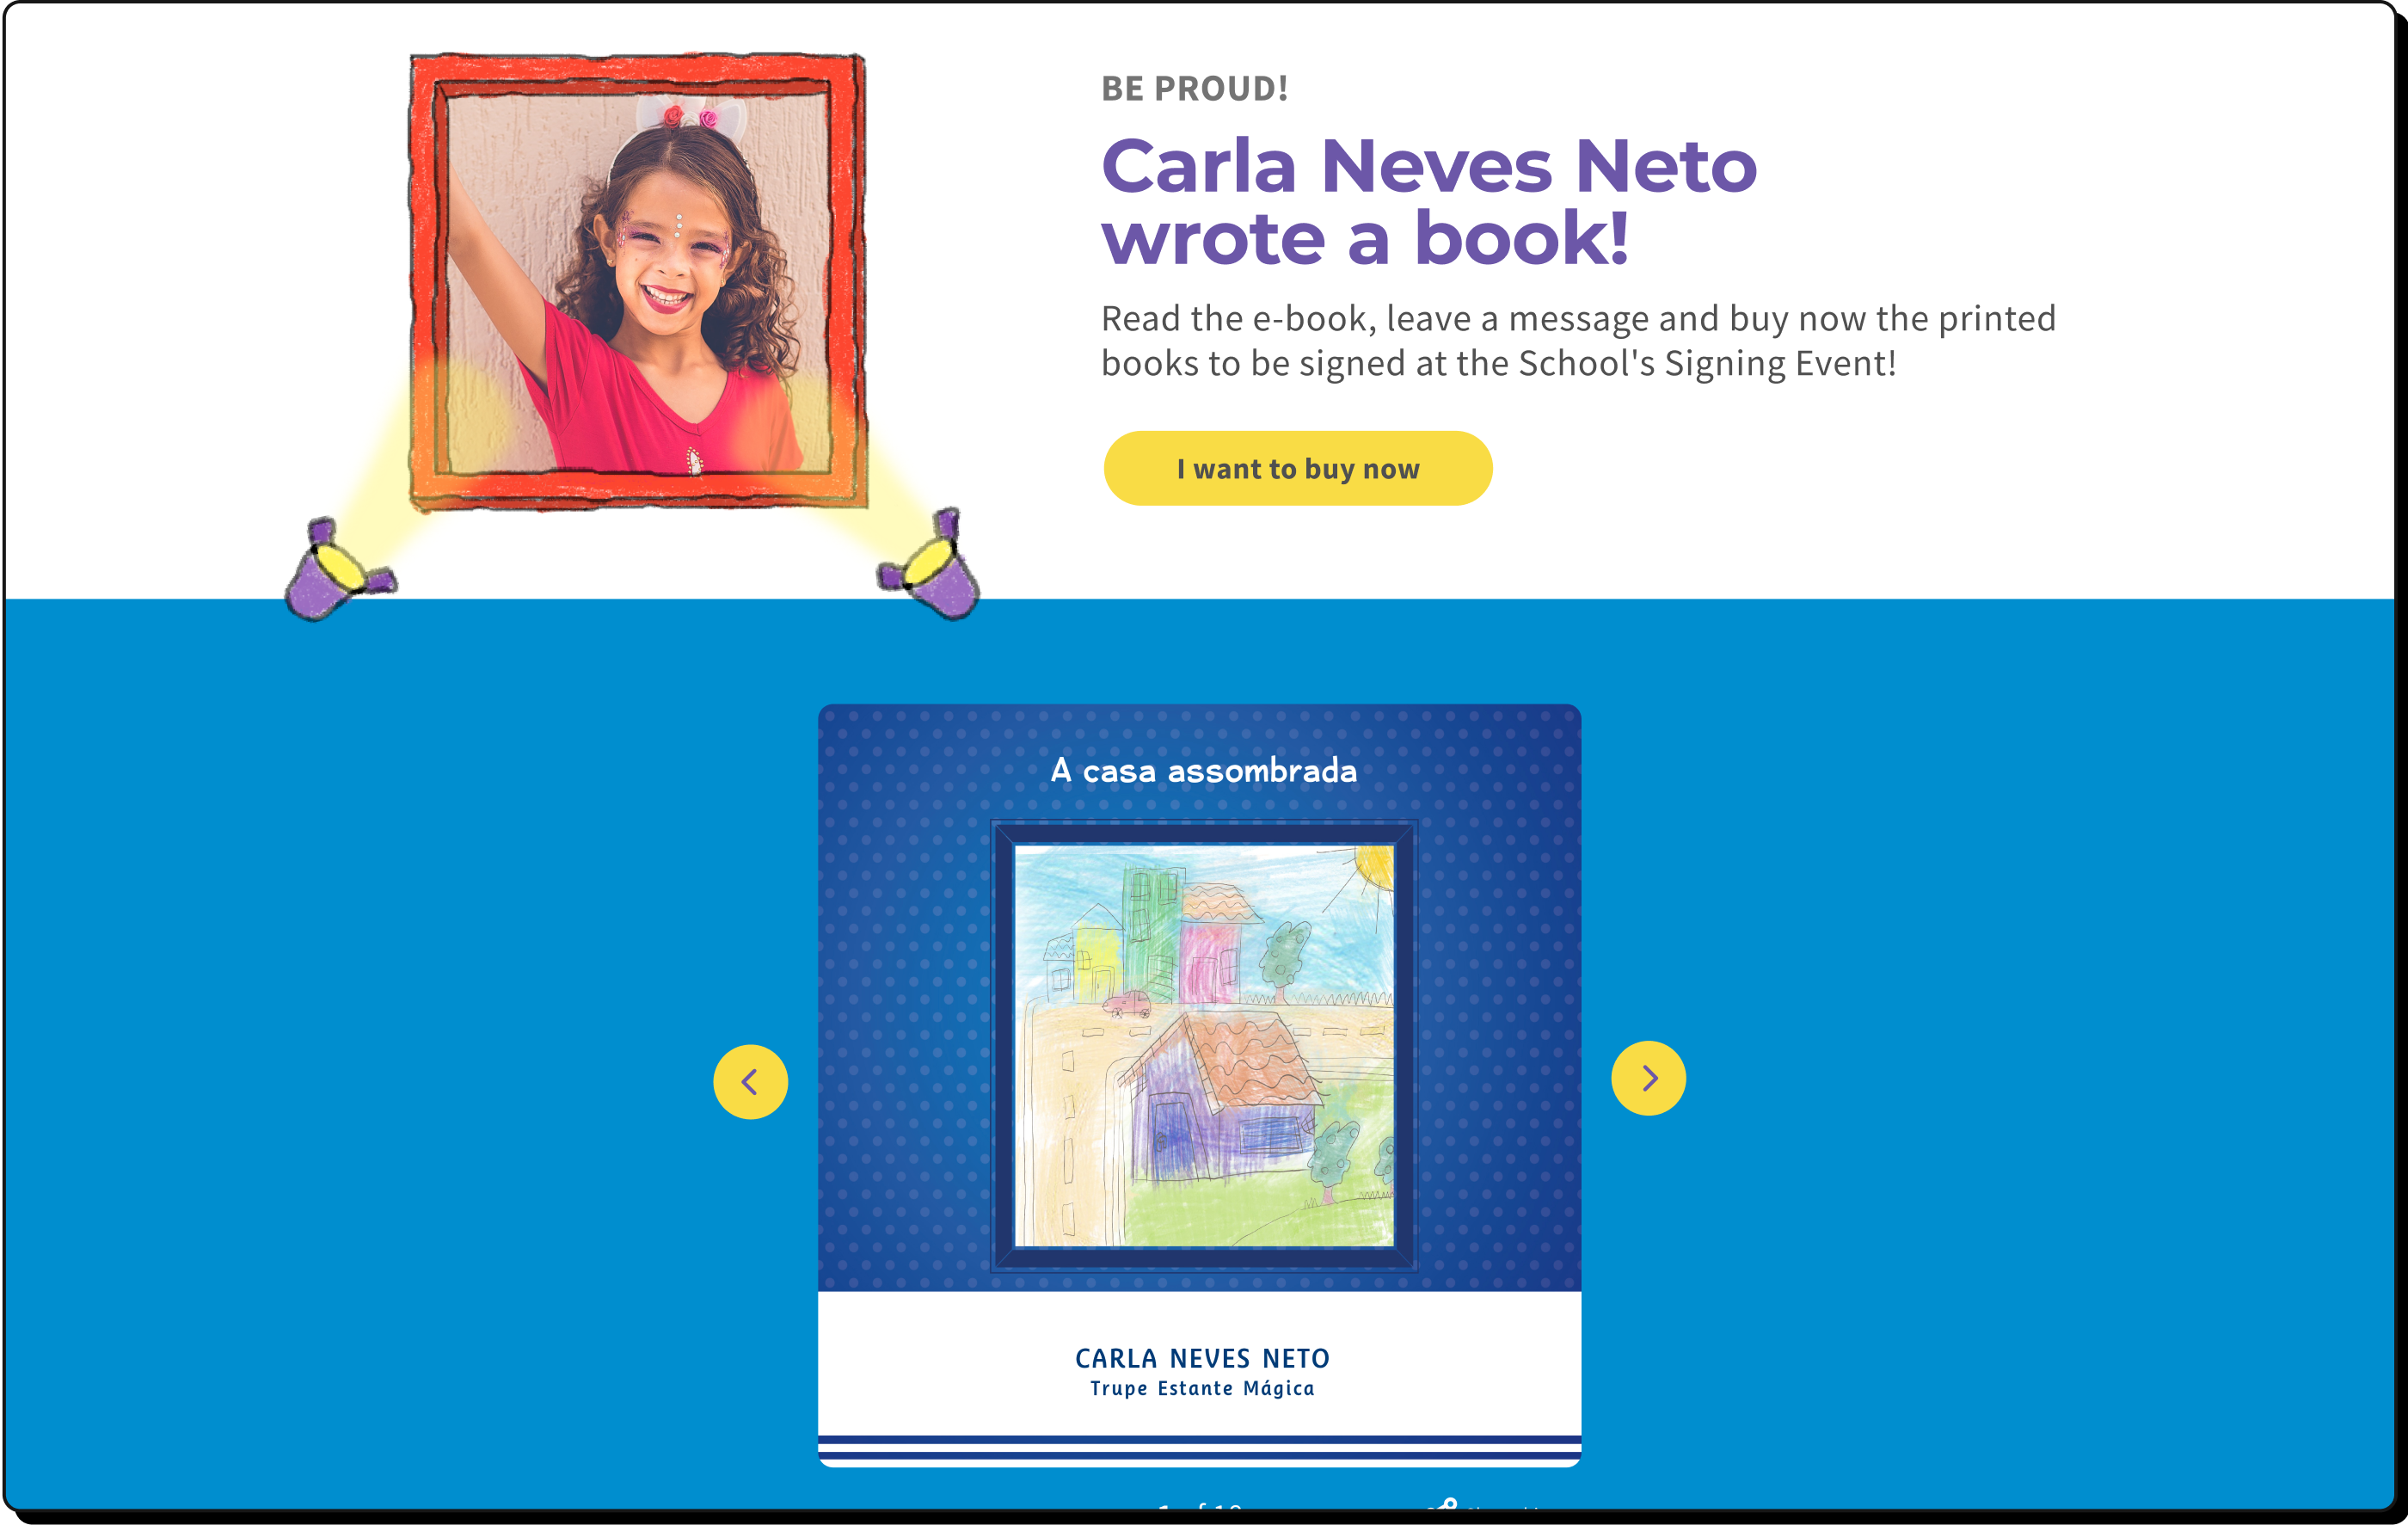 BE PROUD!
Carla Neves Neto
wrote a book!
Read the e-book, leave a message and buy now the printed
books to be signed at the School's Signing Event!
I want to buy now
A casa assombrada
CARLA NEVES NETO
Trupe Estante Mágica